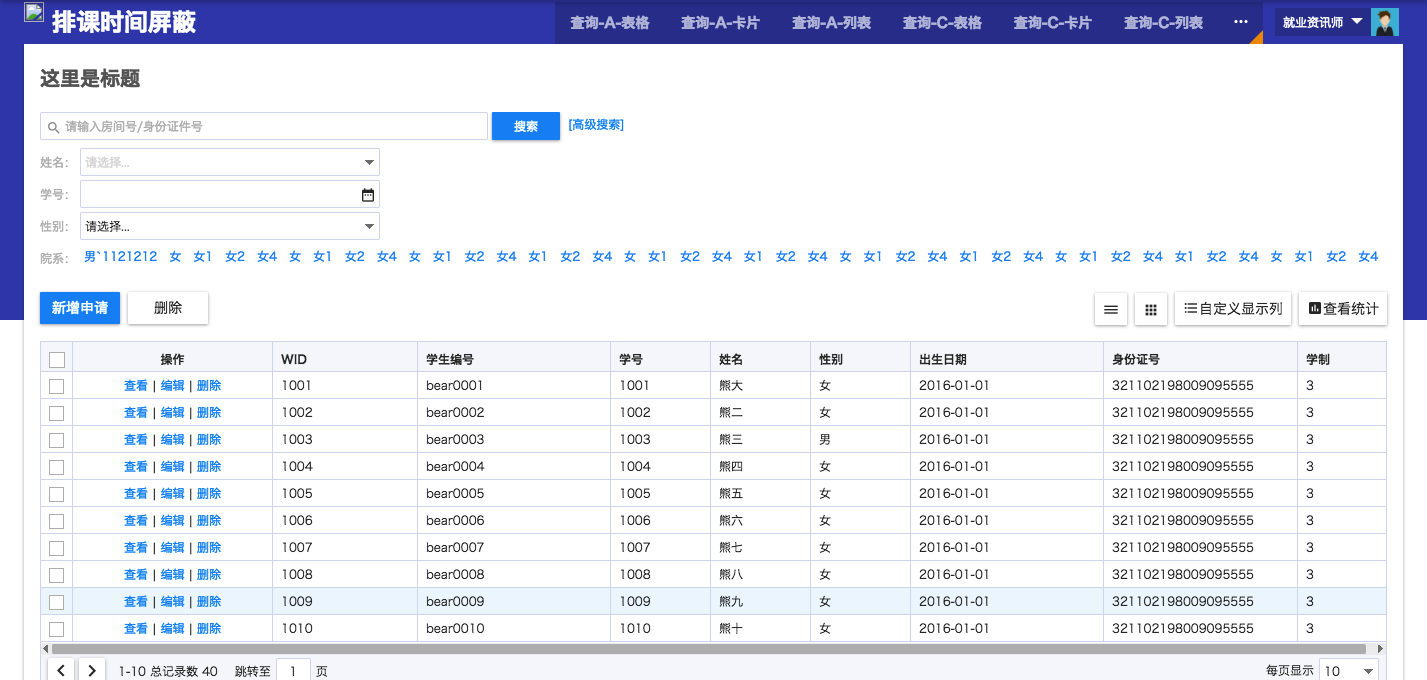 排课时间屏蔽 查询-A-表格 查询-A-卡片 查询-A-列表 查询-C-表格 查询-C-卡片 查询-C-列表 ••• 就业资讯师
这里是标题
请输入房间号/身份证件号 搜索 [高级搜索]
姓名: 请选择...
学号:
性别: 请选择...
院系: 男`1121212 女 女1 女2 女4 女 女1 女2 女4 女 女1 女2 女4 女1 女2 女4 女 女1 女2 女4 女1 女2 女4 女 女1 女2 女4 女1 女2 女4 女 女1 女2 女4 女1 女2 女4 女 女1 女2 女4
新增申请 删除 自定义显示列 查看统计
操作 WID 学生编号 学号 姓名 性别 出生日期 身份证号 学制
查看 | 编辑 | 删除 1001 bear0001 1001 熊大 女 2016-01-01 321102198009095555 3
查看 | 编辑 | 删除 1002 bear0002 1002 熊二 女 2016-01-01 321102198009095555 3
查看 | 编辑 | 删除 1003 bear0003 1003 熊三 男 2016-01-01 321102198009095555 3
查看 | 编辑 | 删除 1004 bear0004 1004 熊四 女 2016-01-01 321102198009095555 3
查看 | 编辑 | 删除 1005 bear0005 1005 熊五 女 2016-01-01 321102198009095555 3
查看 | 编辑 | 删除 1006 bear0006 1006 熊六 女 2016-01-01 321102198009095555 3
查看 | 编辑 | 删除 1007 bear0007 1007 熊七 女 2016-01-01 321102198009095555 3
查看 | 编辑 | 删除 1008 bear0008 1008 熊八 女 2016-01-01 321102198009095555 3
查看 | 编辑 | 删除 1009 bear0009 1009 熊九 女 2016-01-01 321102198009095555 3
查看 | 编辑 | 删除 1010 bear0010 1010 熊十 女 2016-01-01 321102198009095555 3
1-10 总记录数 40 跳转至 1 页 每页显示 10